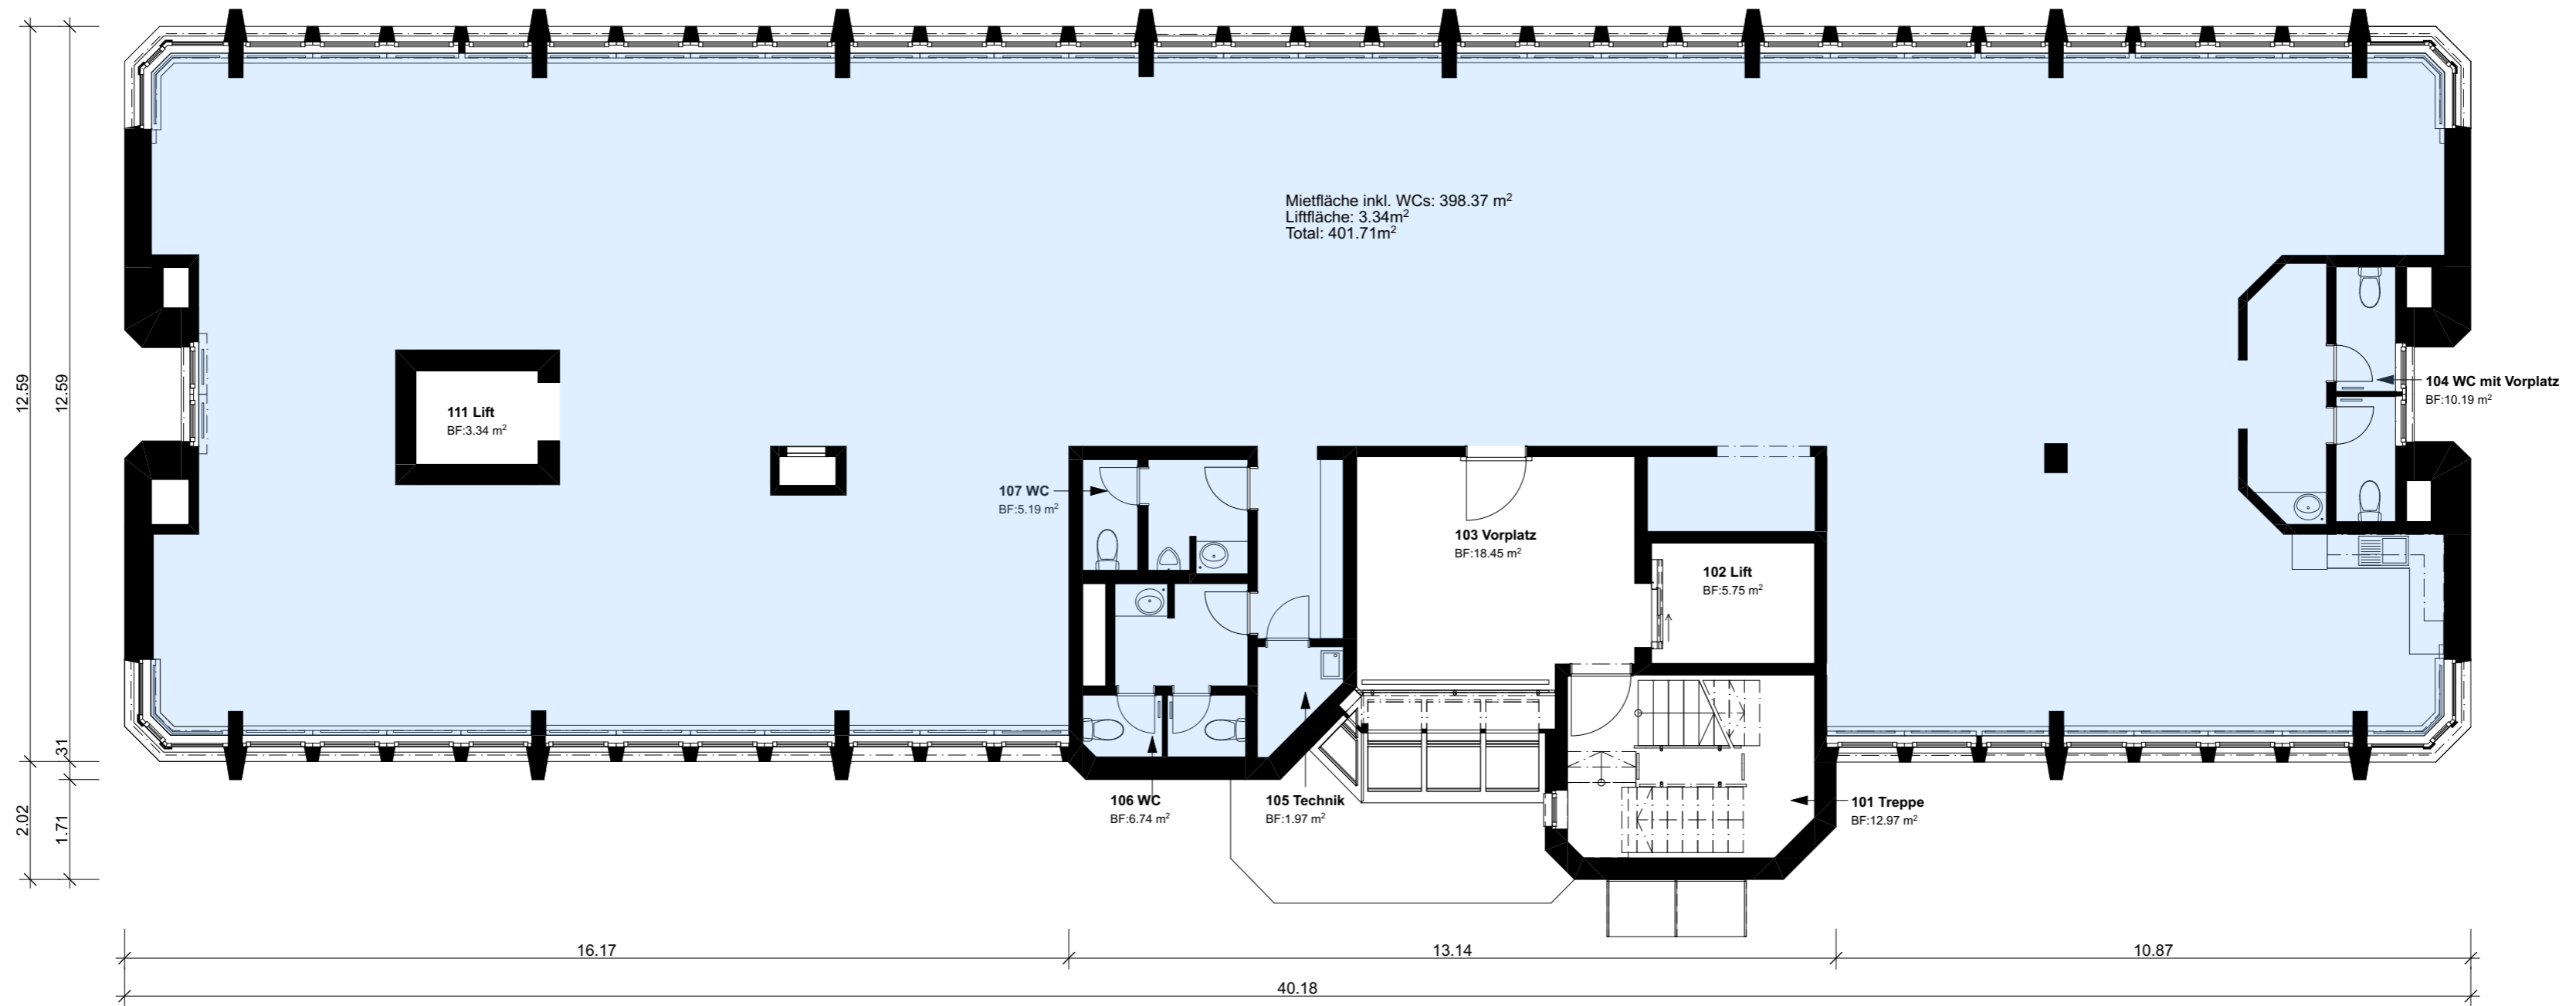 Mietfläche inkl. WCs: 398.37 m²
Liftfläche: 3.34m²
Total: 401.71m²
12.59
12.59
111 Lift
BF:3.34 m²
104 WC mit Vorplatz
BF:10.19 m²
107 WC
BF:5.19 m²
103 Vorplatz
BF:18.45 m²
102 Lift
BF:5.75 m²
.31
2.02
1.71
106 WC
BF:6.74 m²
105 Technik
BF:1.97 m²
101 Treppe
BF:12.97 m²
16.17
13.14
10.87
40.18